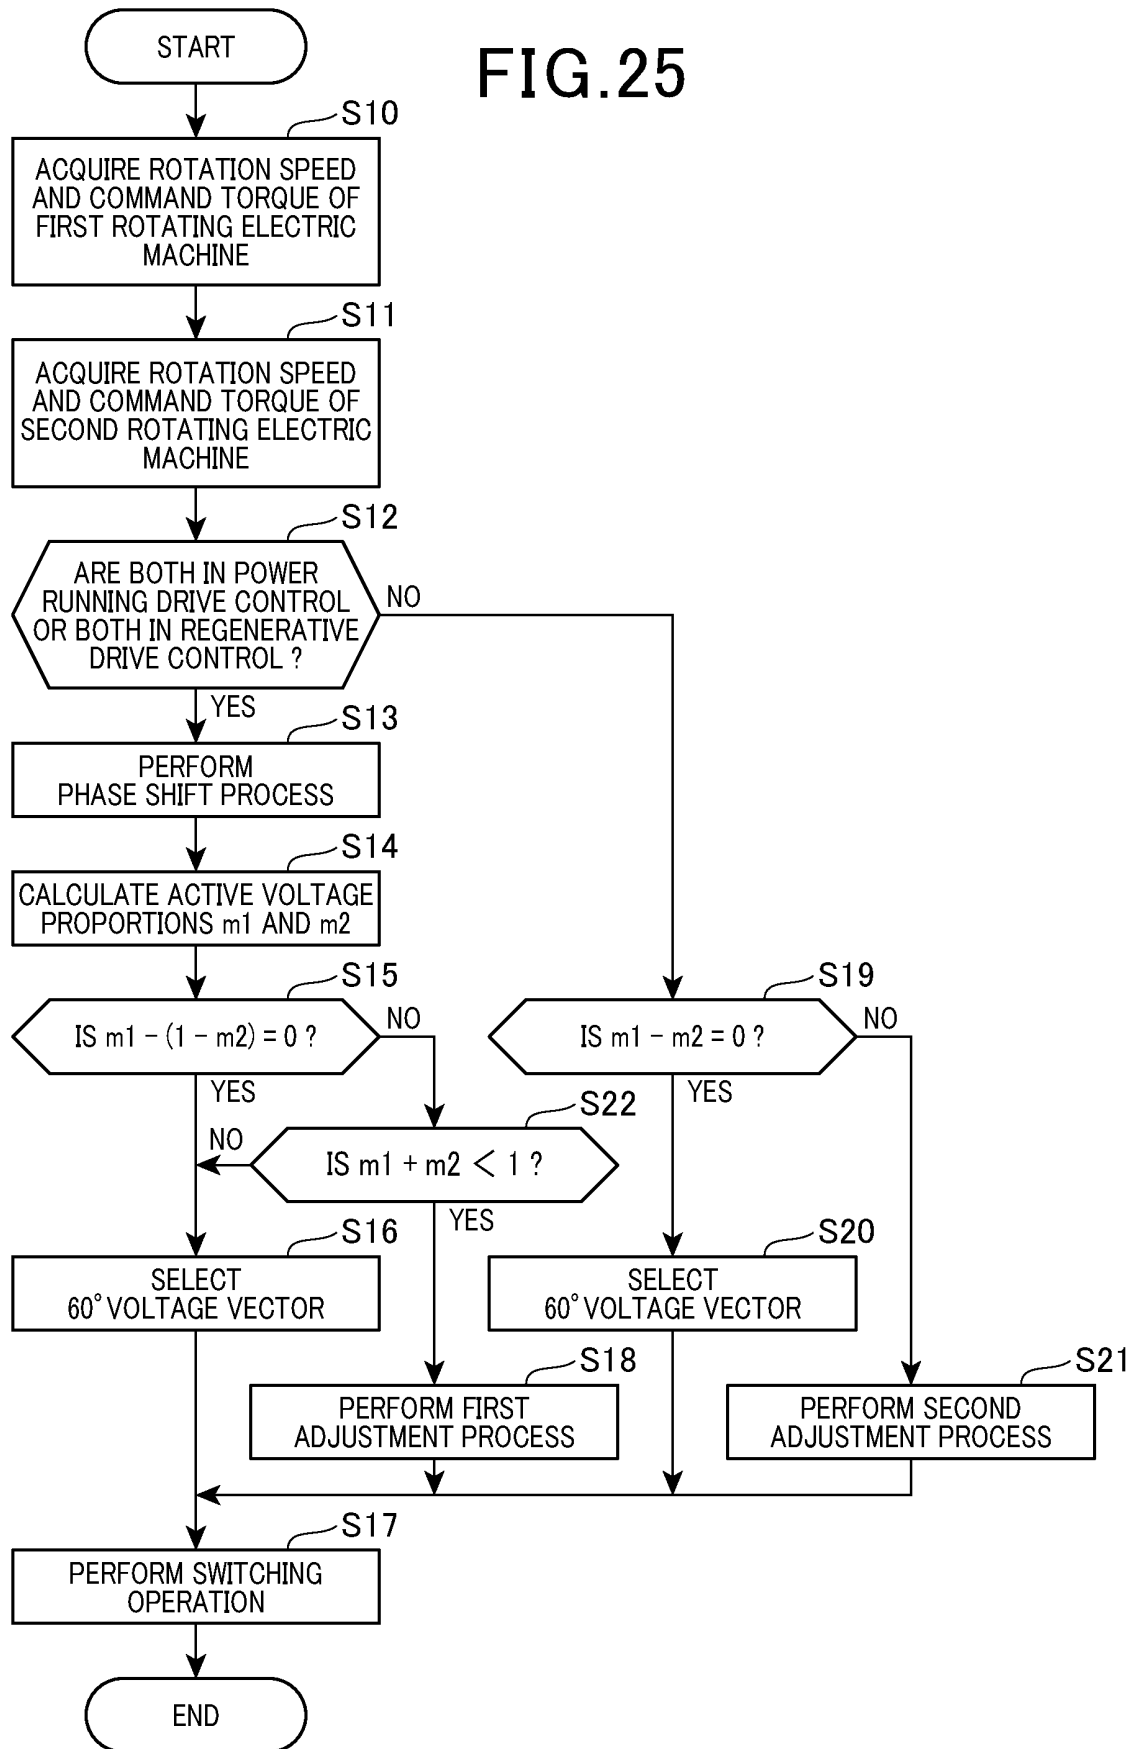 START
FIG.25
S10
ACQUIRE ROTATION SPEED
AND COMMAND TORQUE OF
FIRST ROTATING ELECTRIC
MACHINE
S11
ACQUIRE ROTATION SPEED
AND COMMAND TORQUE OF
SECOND ROTATING ELECTRIC
MACHINE
S12
ARE BOTH IN POWER
RUNNING DRIVE CONTROL
OR BOTH IN REGENERATIVE
DRIVE CONTROL ?
NO
YES
S13
PERFORM
PHASE SHIFT PROCESS
S14
CALCULATE ACTIVE VOLTAGE
PROPORTIONS m1 AND m2
S15
IS m1 – (1 – m2) = 0 ?
NO
YES
S19
IS m1 – m2 = 0 ?
NO
YES
S22
IS m1 + m2 < 1 ?
NO
YES
S16
SELECT
60° VOLTAGE VECTOR
S20
SELECT
60° VOLTAGE VECTOR
S18
PERFORM FIRST
ADJUSTMENT PROCESS
S21
PERFORM SECOND
ADJUSTMENT PROCESS
S17
PERFORM SWITCHING
OPERATION
END